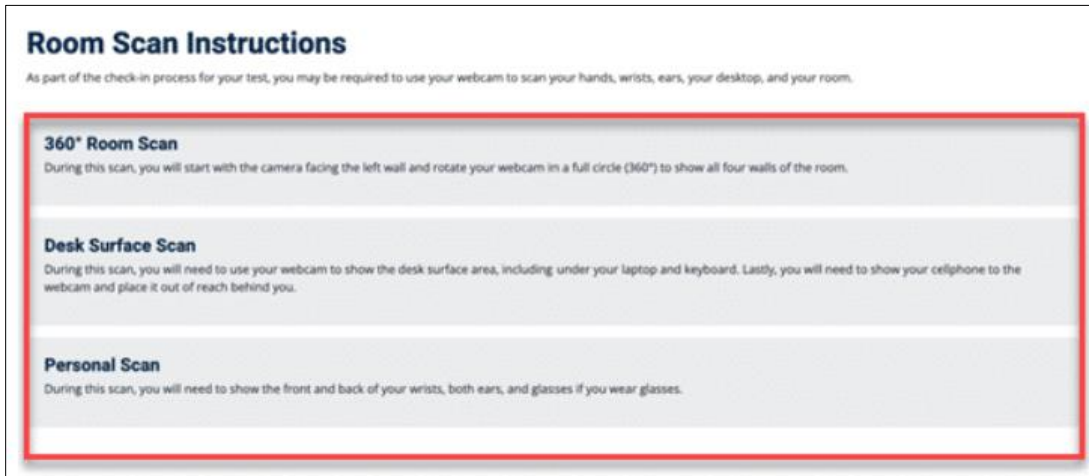 Room Scan Instructions
As part of the check-in process for your test, you may be required to use your webcam to scan your hands, wrists, ears, your desktop, and your room.
360° Room Scan
During this scan, you will start with the camera facing the left wall and rotate your webcam in a full circle (360°) to show all four walls of the room.
Desk Surface Scan
During this scan, you will need to use your webcam to show the desk surface area, including under your laptop and keyboard. Lastly, you will need to show your cellphone to the
webcam and place it out of reach behind you.
Personal Scan
During this scan, you will need to show the front and back of your wrists, both ears, and glasses if you wear glasses.